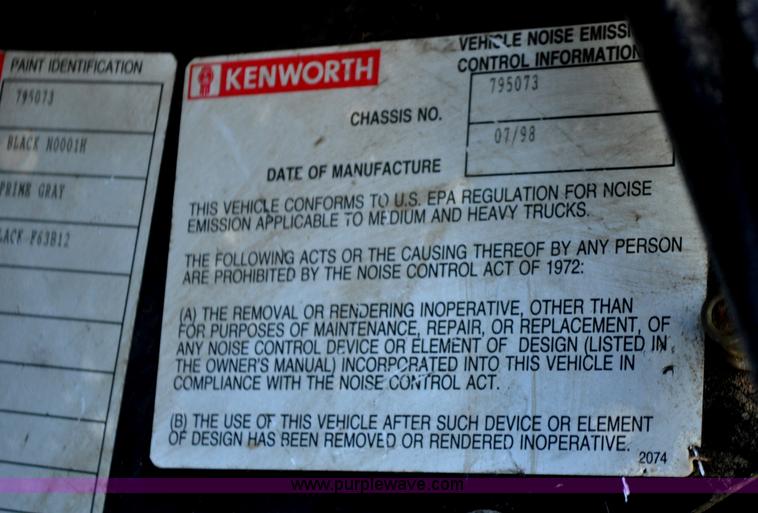 PAINT IDENTIFICATION
795073
BLACK N0001H
GRAY
F63B12
KENWORTH
VEHICLE NOISE
CONTROL INFORMATION
CHASSIS NO.
795073
DATE OF MANUFACTURE
07/98
THIS VEHICLE CONFORMS TO U.S. EPA REGULATION FOR NOISE
EMISSION APPLICABLE TO MEDIUM AND HEAVY TRUCKS.
THE FOLLOWING ACTS OR THE CAUSING THEREOF BY ANY PERSON
ARE PROHIBITED BY THE NOISE CONTROL ACT OF 1972:
(A) THE REMOVAL OR RENDERING INOPERATIVE, OTHER THAN
FOR PURPOSES OF MAINTENANCE, REPAIR, OR REPLACEMENT, OF
ANY NOISE CONTROL DEVICE OR ELEMENT OF DESIGN (LISTED IN
THE OWNER'S MANUAL) INCORPORATED INTO THIS VEHICLE IN
COMPLIANCE WITH THE NOISE CONTROL ACT.
(B) THE USE OF THIS VEHICLE AFTER SUCH DEVICE OR ELEMENT
OF DESIGN HAS BEEN REMOVED OR RENDERED INOPERATIVE.
2074
www.purplewave.com